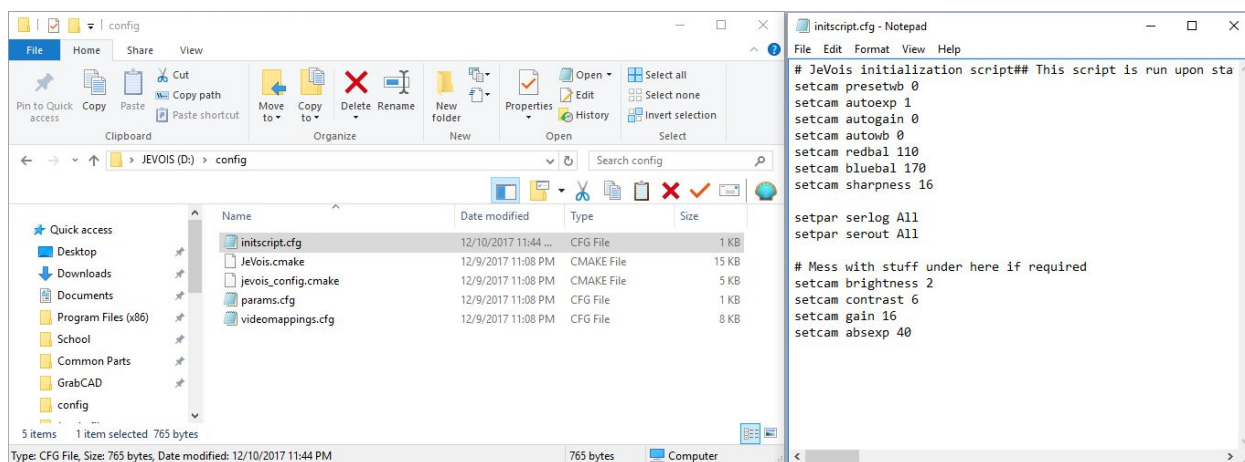 config
File Home Share View
Pin to Quick access
Copy
Paste
Cut
Copy path
Paste shortcut
Clipboard
Move to
Copy to
Delete
Rename
Organize
New folder
New
Properties
Open
Edit
History
Open
Select all
Select none
Invert selection
Select
JEVOIS (D:) > config
Search config
Quick access
Desktop
Downloads
Documents
Program Files (x86)
School
Common Parts
GrabCAD
config
Name Date modified Type Size
initscript.cfg 12/10/2017 11:44 ... CFG File 1 KB
JeVois.cmake 12/9/2017 11:08 PM CMAKE File 15 KB
jevois_config.cmake 12/9/2017 11:08 PM CMAKE File 5 KB
params.cfg 12/9/2017 11:08 PM CFG File 1 KB
videomappings.cfg 12/9/2017 11:08 PM CFG File 8 KB
5 items 1 item selected 765 bytes
Type: CFG File, Size: 765 bytes, Date modified: 12/10/2017 11:44 PM 765 bytes Computer
initscript.cfg - Notepad
File Edit Format View Help
# JeVois initialization script## This script is run upon sta
setcam presetwb 0
setcam autoexp 1
setcam autogain 0
setcam autowb 0
setcam redbal 110
setcam bluebal 170
setcam sharpness 16
setpar serlog All
setpar serout All
# Mess with stuff under here if required
setcam brightness 2
setcam contrast 6
setcam gain 16
setcam absexp 40